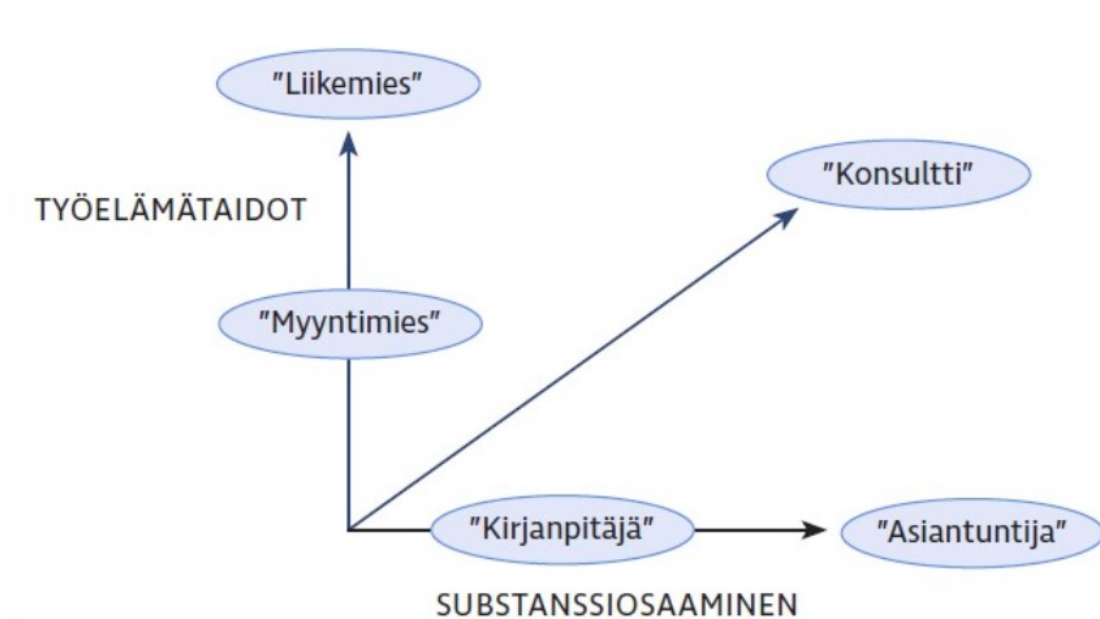 "Liikemies"
"Konsultti"
TYÖELÄMÄTAIDOT
"Myyntimies"
"Kirjanpitäjä"
"Asiantuntija"
SUBSTANSSIOSAAMINEN